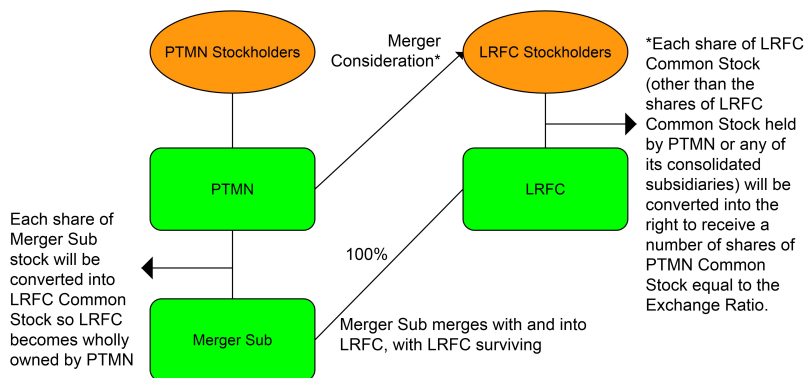 PTMN Stockholders
Merger
Consideration*
LRFC Stockholders
*Each share of LRFC
Common Stock
(other than the
shares of LRFC
Common Stock held
by PTMN or any of
its consolidated
subsidiaries) will be
converted into the
right to receive a
number of shares of
PTMN Common
Stock equal to the
Exchange Ratio.
PTMN
LRFC
Each share of
Merger Sub
stock will be
converted into
LRFC Common
Stock so LRFC
becomes wholly
owned by PTMN
100%
Merger Sub
Merger Sub merges with and into
LRFC, with LRFC surviving